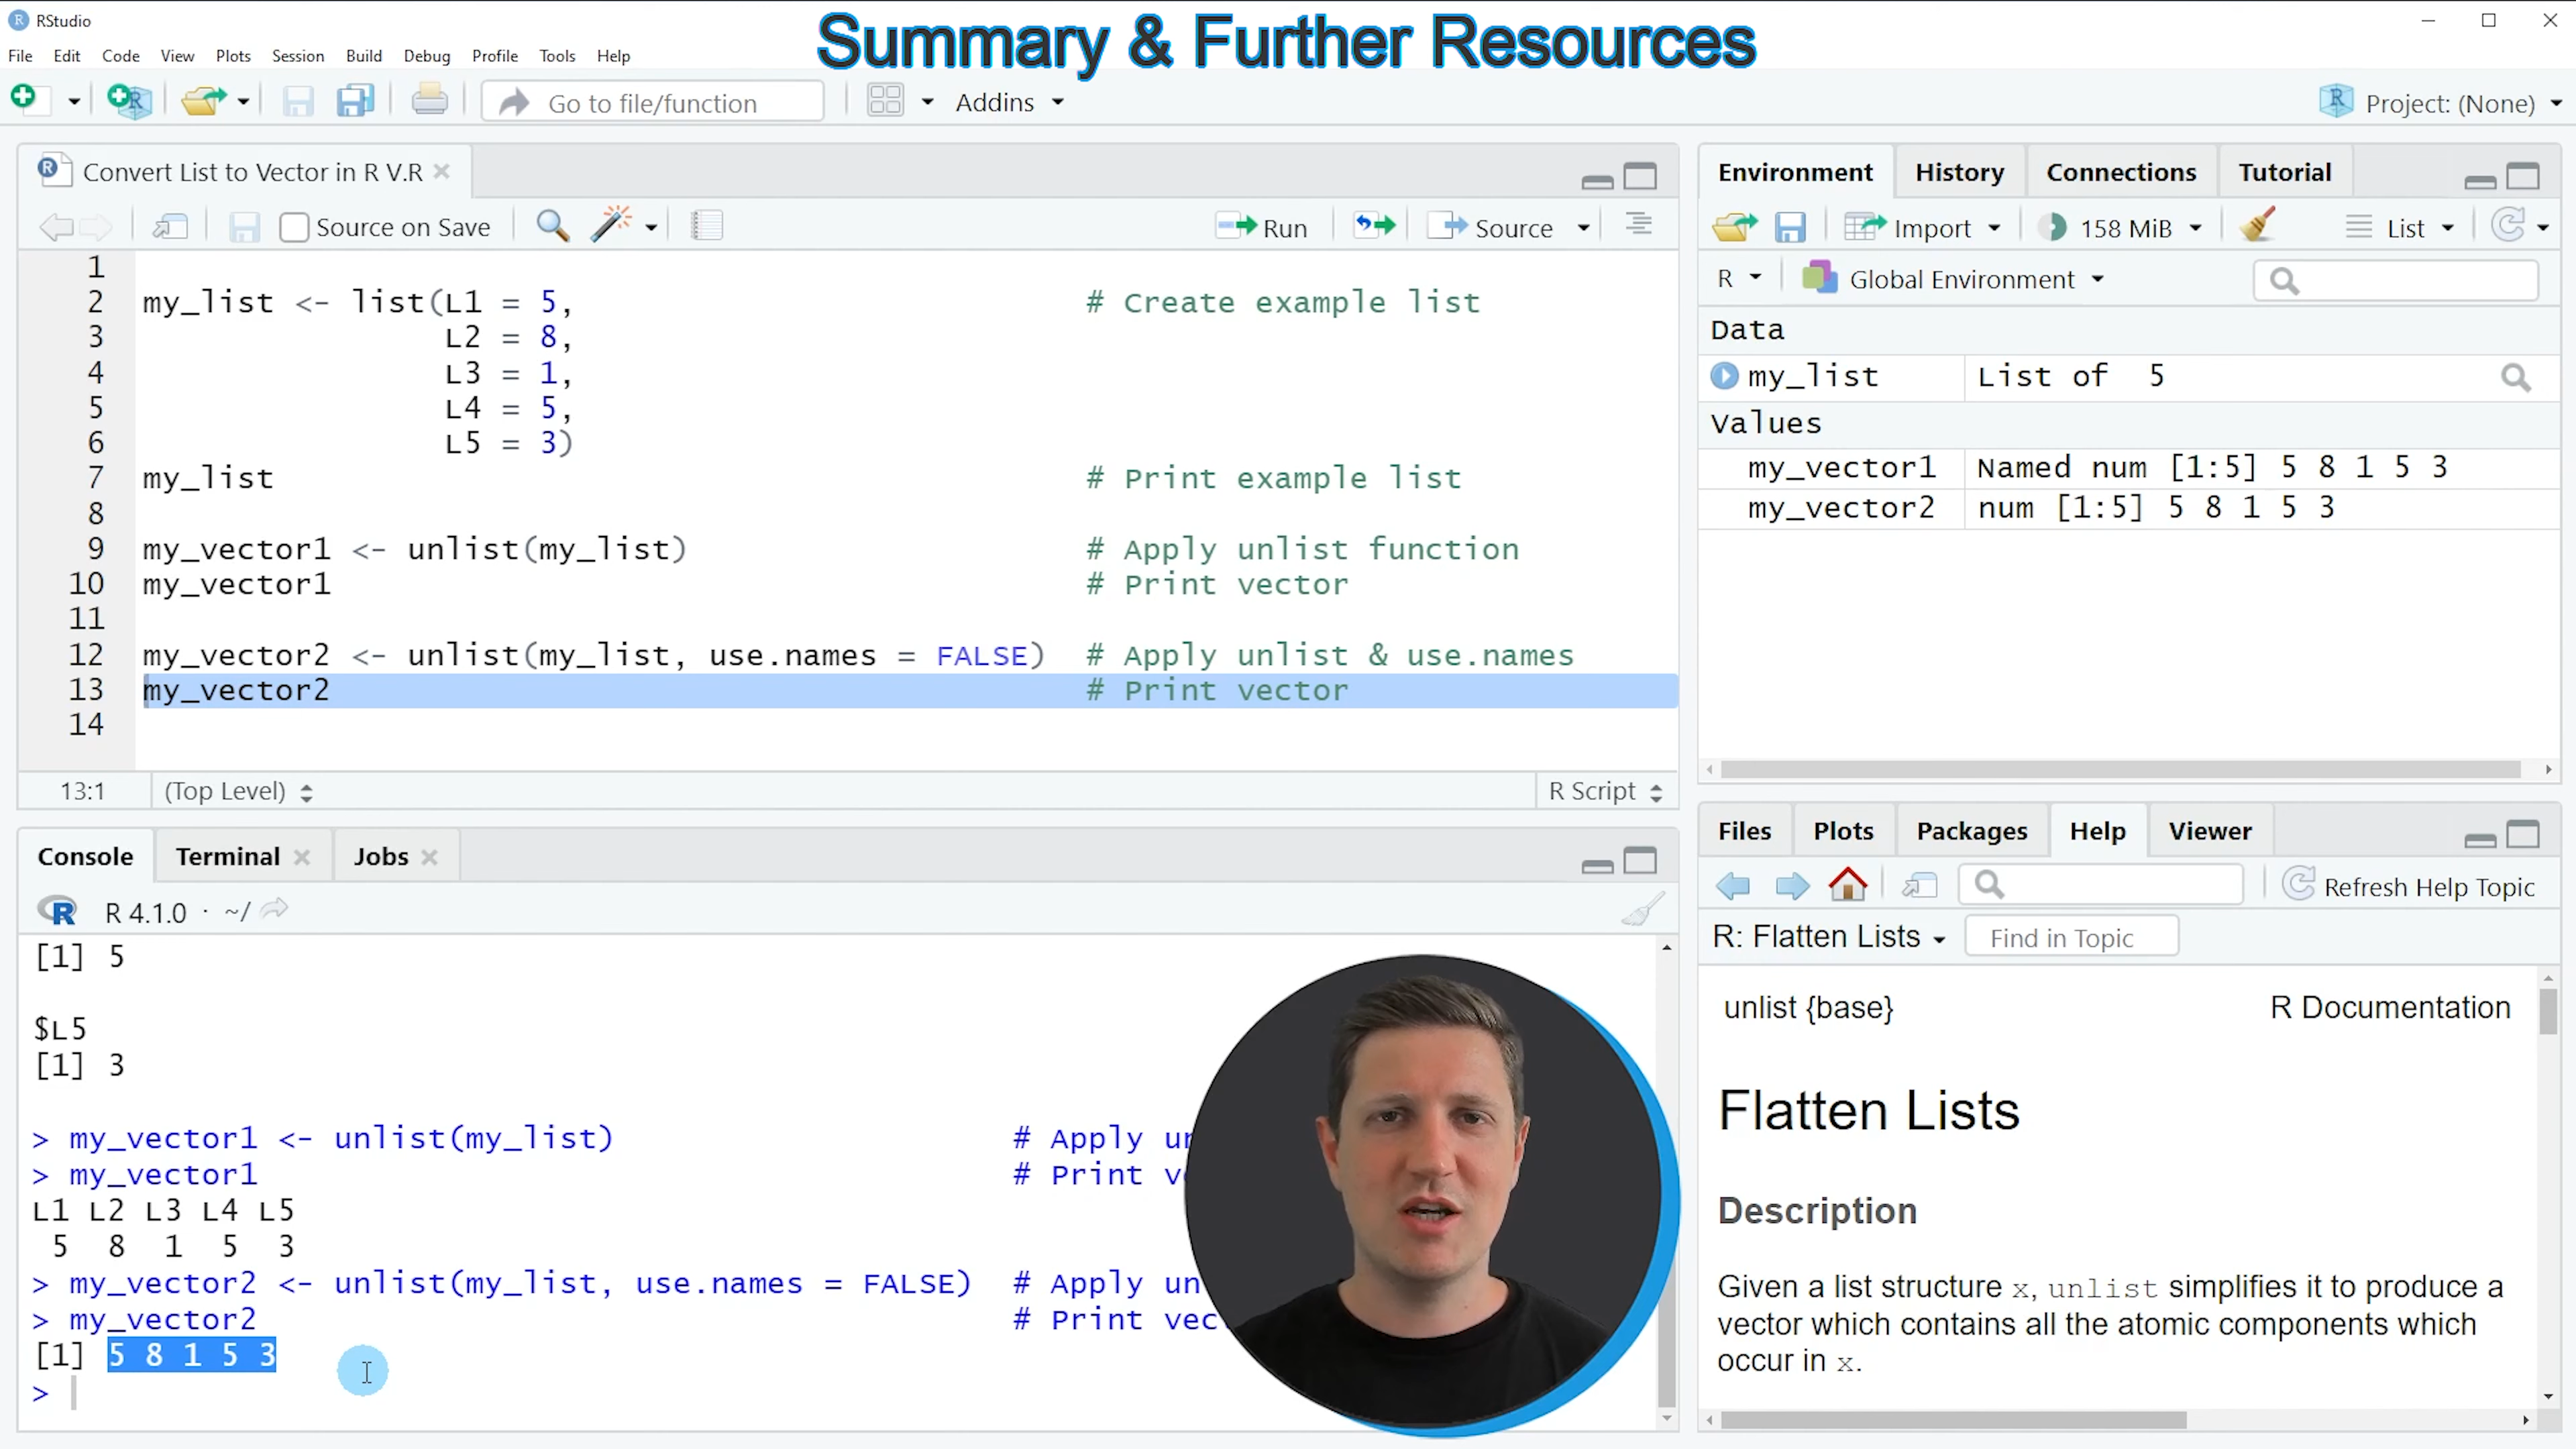 RStudio
Summary & Further Resources
File Edit Code View Plots Session Build Debug Profile Tools Help
Go to file/function Addins Project: (None)
Convert List to Vector in R V.R
Source on Save Run Source
1
2 my_list <- list(L1 = 5, # Create example list
3 L2 = 8,
4 L3 = 1,
5 L4 = 5,
6 L5 = 3)
7 my_list # Print example list
8
9 my_vector1 <- unlist(my_list) # Apply unlist function
10 my_vector1 # Print vector
11
12 my_vector2 <- unlist(my_list, use.names = FALSE) # Apply unlist & use.names
13 my_vector2 # Print vector
14
13:1 (Top Level) R Script
Environment History Connections Tutorial
Import 158 MiB List
R Global Environment
Data
my_list List of 5
Values
my_vector1 Named num [1:5] 5 8 1 5 3
my_vector2 num [1:5] 5 8 1 5 3
Console Terminal Jobs
R 4.1.0 · ~/
[1] 5
$L5
[1] 3
> my_vector1 <- unlist(my_list) # Apply un
> my_vector1 # Print ve
L1 L2 L3 L4 L5
5 8 1 5 3
> my_vector2 <- unlist(my_list, use.names = FALSE) # Apply un
> my_vector2 # Print vec
[1] 5 8 1 5 3
>
Files Plots Packages Help Viewer
Refresh Help Topic
R: Flatten Lists Find in Topic
unlist {base} R Documentation
Flatten Lists
Description
Given a list structure x, unlist simplifies it to produce a
vector which contains all the atomic components which
occur in x.